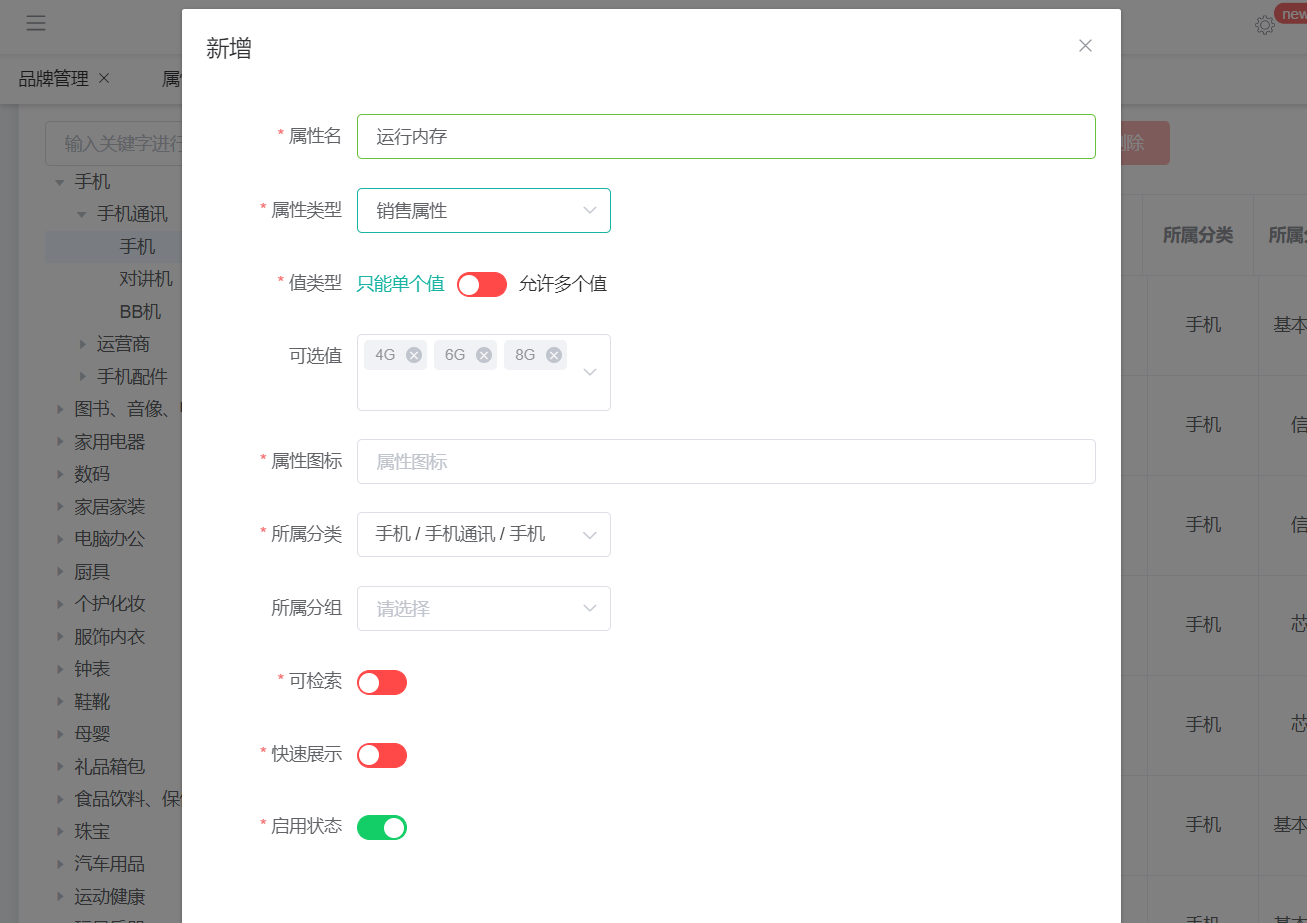 new
品牌管理
属
新增
输入关键字进行
删除
手机
手机通讯
手机
对讲机
BB机
运营商
手机配件
图书、音像、
家用电器
数码
家居家装
电脑办公
厨具
个护化妆
服饰内衣
钟表
鞋靴
母婴
礼品箱包
食品饮料、保
珠宝
汽车用品
运动健康
* 属性名 运行内存
* 属性类型 销售属性
* 值类型 只能单个值 允许多个值
可选值 4G 6G 8G
* 属性图标 属性图标
* 所属分类 手机 / 手机通讯 / 手机
所属分组 请选择
* 可检索
* 快速展示
* 启用状态
所属分类 所属
手机 基本
手机 信
手机 信
手机 芯
手机 芯
手机 基本
手机 基本